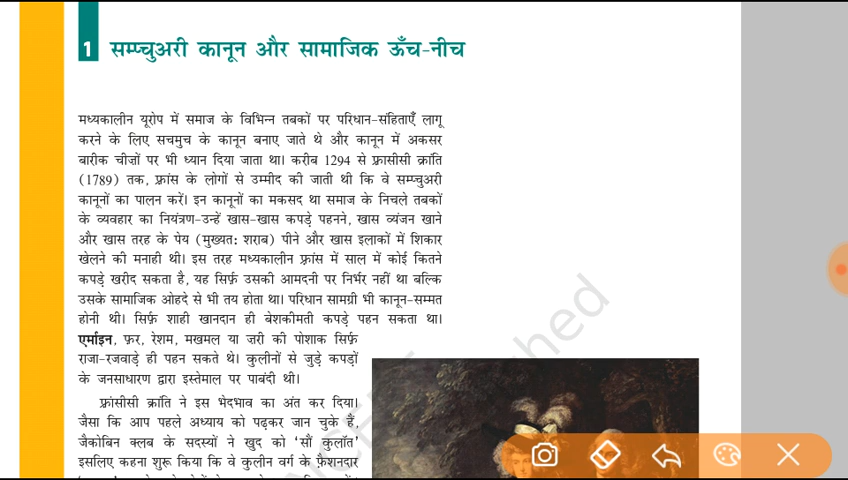 1 सम्प्चुअरी कानून और सामाजिक ऊँच-नीच
मध्यकालीन यूरोप में समाज के विभिन्न तबकों पर परिधान-संहिताएँ लागू
करने के लिए सचमुच के कानून बनाए जाते थे और कानून में अकसर
बारीक चीज़ों पर भी ध्यान दिया जाता था। करीब 1294 से फ़्रासीसी क्रांति
(1789) तक, फ़्रांस के लोगों से उम्मीद की जाती थी कि वे सम्प्चुअरी
कानूनों का पालन करें। इन कानूनों का मकसद था समाज के निचले तबकों
के व्यवहार का नियंत्रण-उन्हें खास-खास कपड़े पहनने, खास व्यंजन खाने
और खास तरह के पेय (मुख्यत: शराब) पीने और खास इलाकों में शिकार
खेलने की मनाही थी। इस तरह मध्यकालीन फ़्रांस में साल में कोई कितने
कपड़े खरीद सकता है, यह सिर्फ़ उसकी आमदनी पर निर्भर नहीं था बल्कि
उसके सामाजिक ओहदे से भी तय होता था। परिधान सामग्री भी कानून-सम्मत
होनी थी। सिर्फ़ शाही खानदान ही बेशकीमती कपड़े पहन सकता था।
एर्माइन, फ़र, रेशम, मखमल या ज़री की पोशाक सिर्फ़
राजा-रजवाड़े ही पहन सकते थे। कुलीनों से जुड़े कपड़ों
के जनसाधारण द्वारा इस्तेमाल पर पाबंदी थी।
फ़्रांसीसी क्रांति ने इस भेदभाव का अंत कर दिया।
जैसा कि आप पहले अध्याय को पढ़कर जान चुके हैं,
जैकोबिन क्लब के सदस्यों ने खुद को 'सौं कुलॉत'
इसलिए कहना शुरू किया कि वे कुलीन वर्ग के फ़ैशनदार